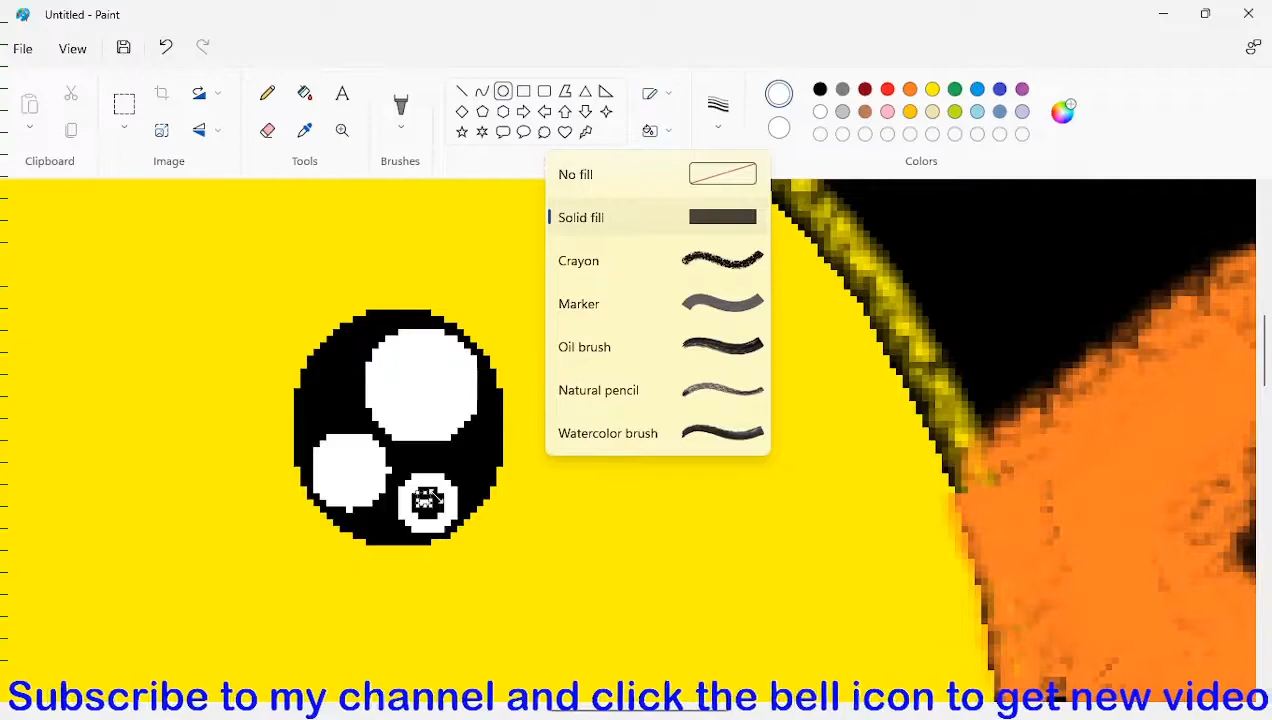 Untitled - Paint
File View
Clipboard Image Tools Brushes Colors
No fill
Solid fill
Crayon
Marker
Oil brush
Natural pencil
Watercolor brush
Subscribe to my channel and click the bell icon to get new video